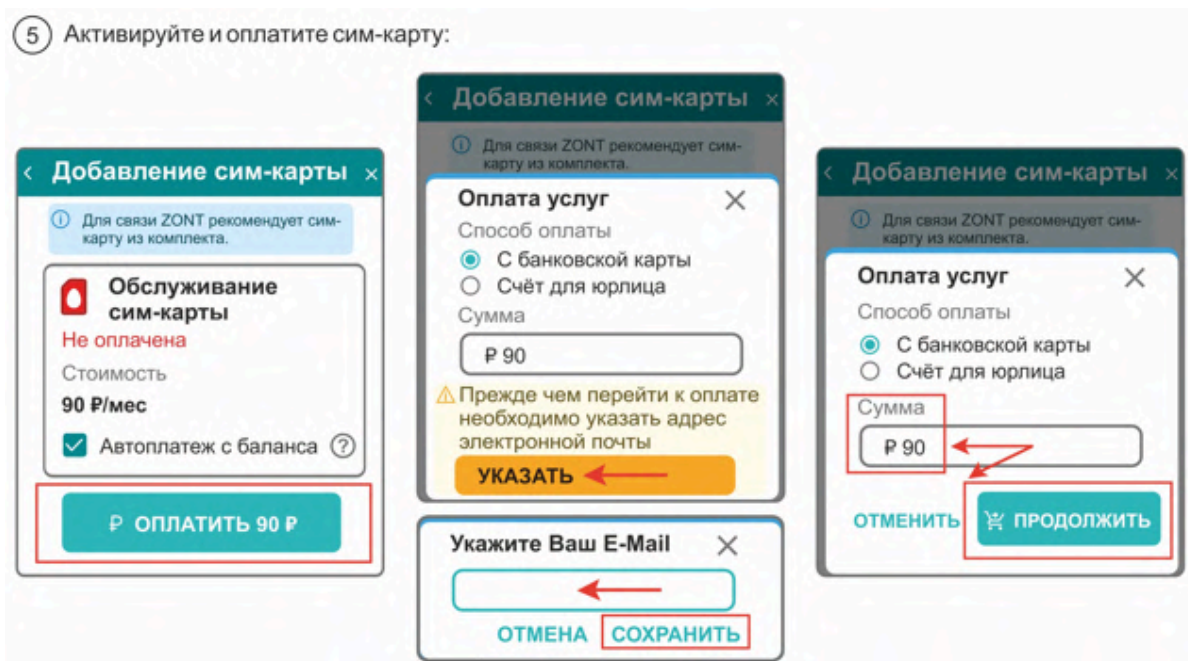 5 Активируйте и оплатите сим-карту:
< Добавление сим-карты ×
Для связи ZONT рекомендует сим-
карту из комплекта.
Обслуживание
сим-карты
Не оплачена
Стоимость
90 ₽/мес
Автоплатеж с баланса ?
₽ ОПЛАТИТЬ 90 ₽
< Добавление сим-карты ×
Для связи ZONT рекомендует сим-
карту из комплекта.
Оплата услуг
Способ оплаты
С банковской карты
Счёт для юрлица
Сумма
₽ 90
Прежде чем перейти к оплате
необходимо указать адрес
электронной почты
УКАЗАТЬ
Укажите Ваш E-Mail
ОТМЕНА СОХРАНИТЬ
< Добавление сим-карты ×
Для связи ZONT рекомендует сим-
карту из комплекта.
Оплата услуг
Способ оплаты
С банковской карты
Счёт для юрлица
Сумма
₽ 90
ОТМЕНИТЬ ПРОДОЛЖИТЬ